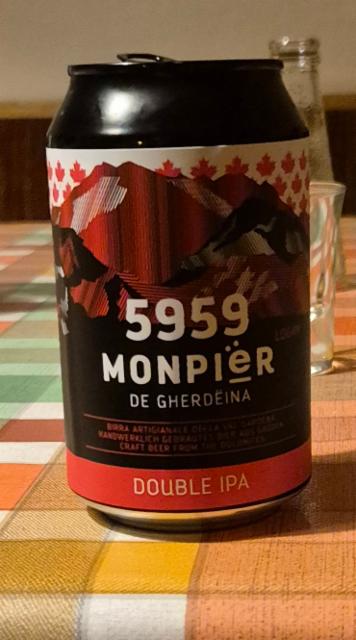 5959
LOGAN
MONPIËR
DE GHERDËINA
BIRRA ARTIGIANALE DELLA VAL GARDENA
HANDWERKLICH GEBRAUTES BIER AUS GRÖDEN
CRAFT BEER FROM THE DOLOMITES
DOUBLE IPA